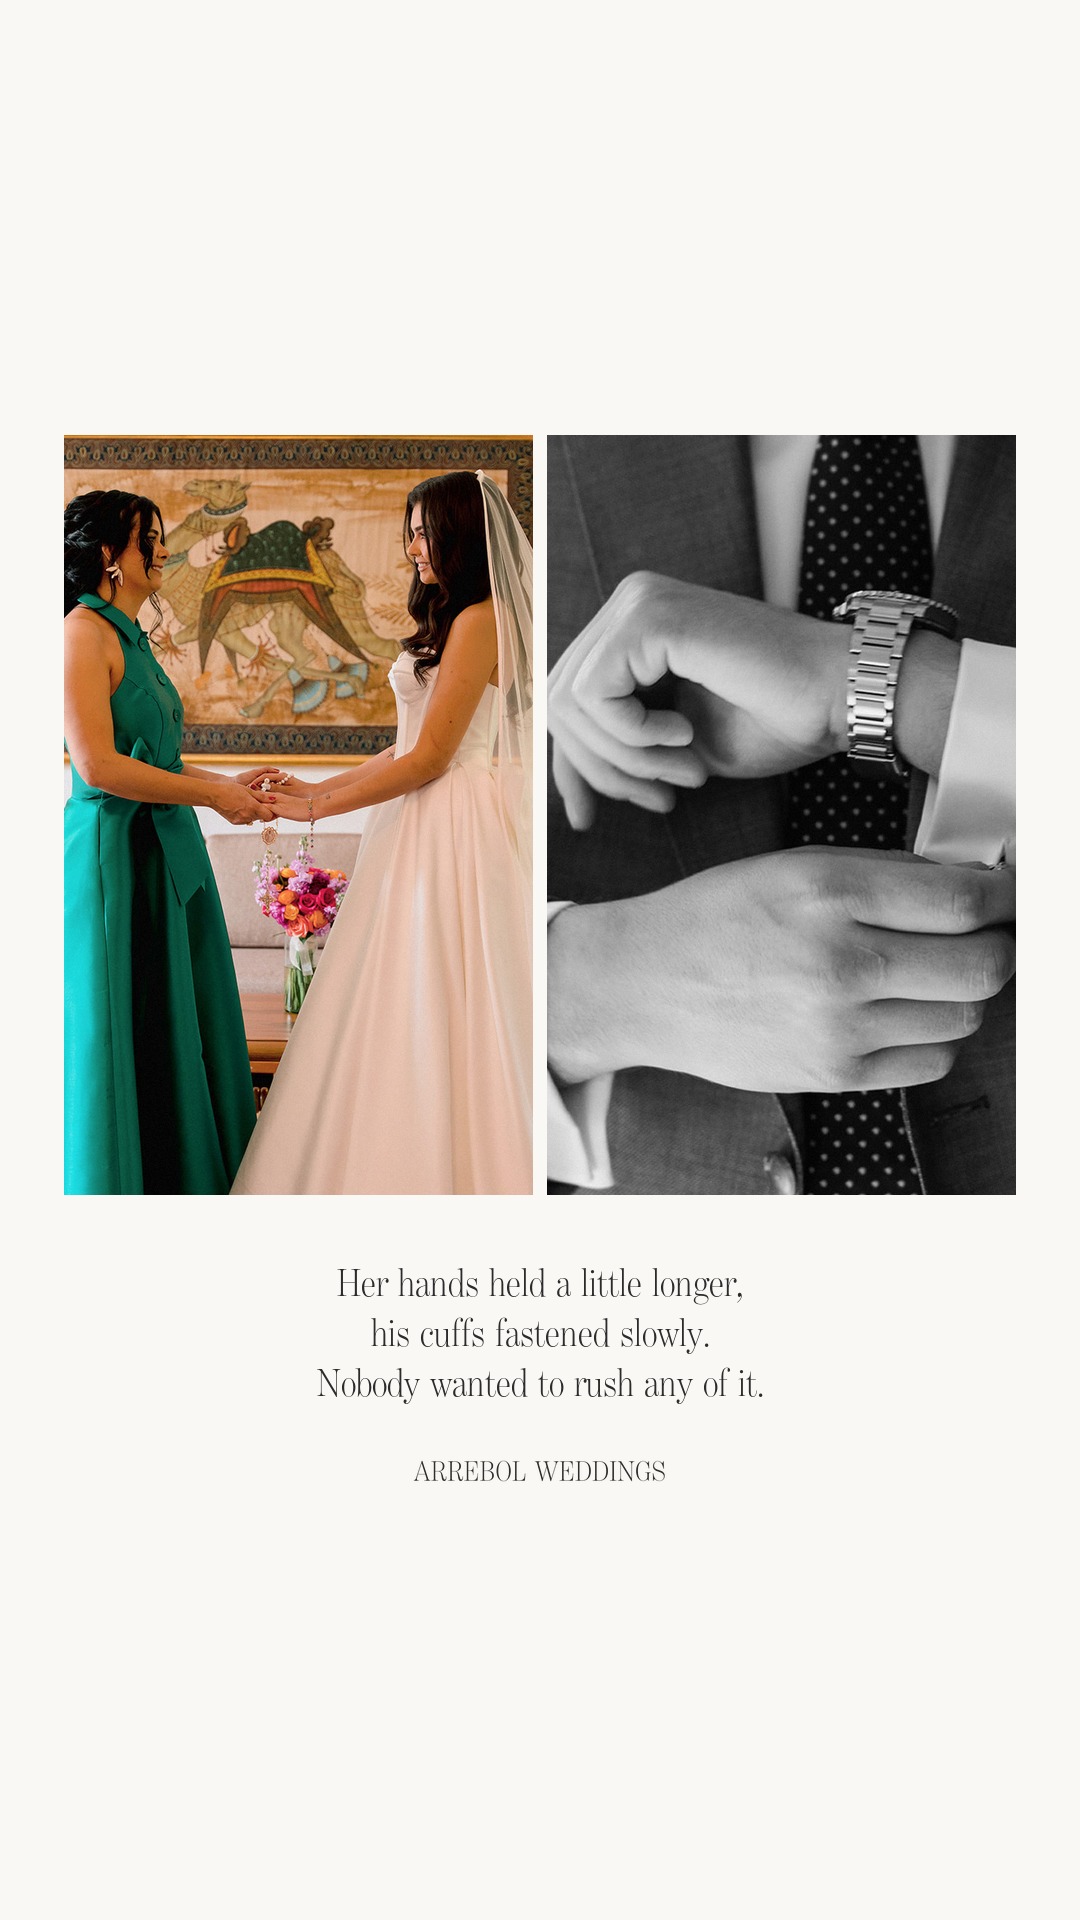 Her hands held a little longer,
his cuffs fastened slowly.
Nobody wanted to rush any of it.
ARREBOL WEDDINGS